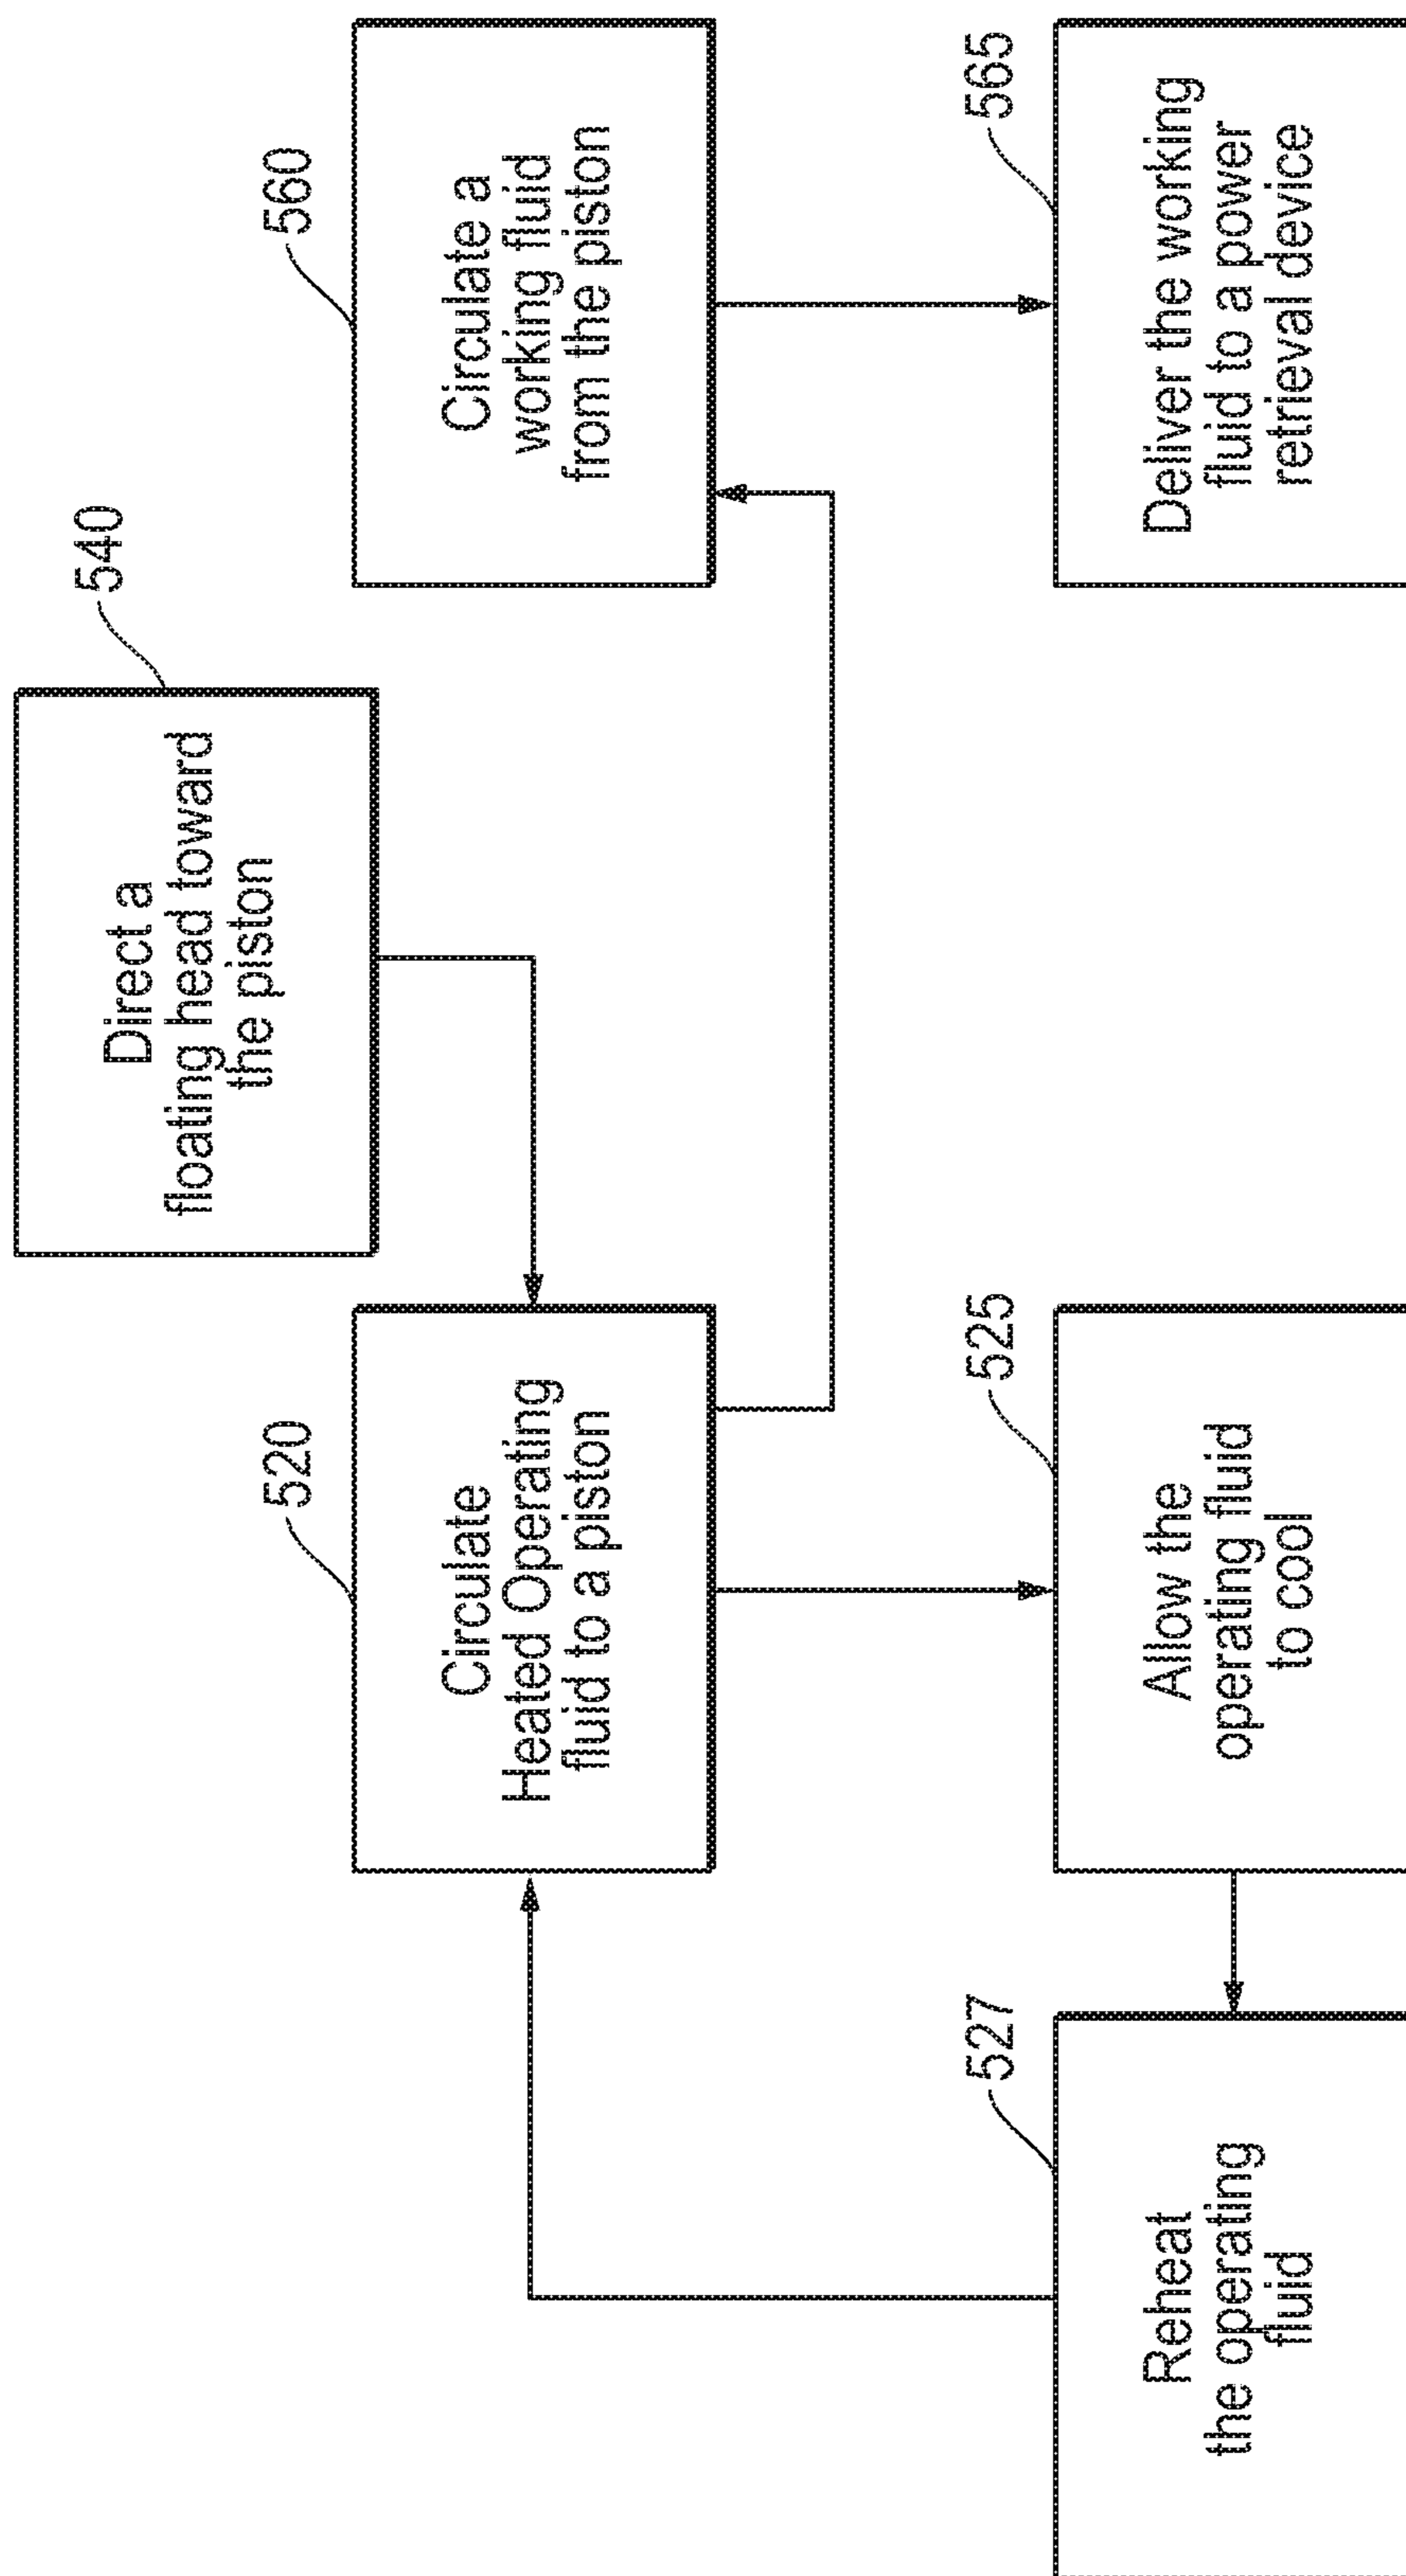 540
Direct a
floating head toward
the piston
520
Circulate
Heated Operating
fluid to a piston
560
Circulate a
working fluid
from the piston
527
Reheat
the operating
fluid
525
Allow the
operating fluid
to cool
565
Deliver the working
fluid to a power
retrieval device